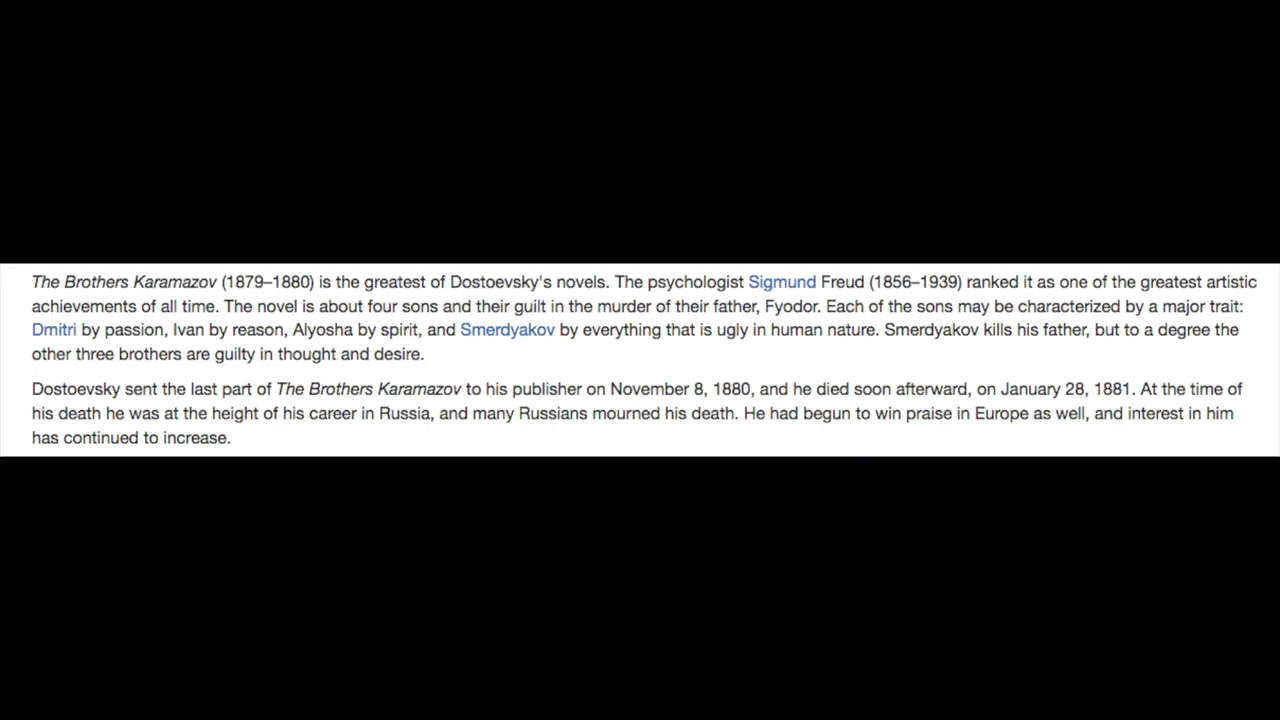 The Brothers Karamazov (1879–1880) is the greatest of Dostoevsky's novels. The psychologist Sigmund Freud (1856–1939) ranked it as one of the greatest artistic
achievements of all time. The novel is about four sons and their guilt in the murder of their father, Fyodor. Each of the sons may be characterized by a major trait:
Dmitri by passion, Ivan by reason, Alyosha by spirit, and Smerdyakov by everything that is ugly in human nature. Smerdyakov kills his father, but to a degree the
other three brothers are guilty in thought and desire.
Dostoevsky sent the last part of The Brothers Karamazov to his publisher on November 8, 1880, and he died soon afterward, on January 28, 1881. At the time of
his death he was at the height of his career in Russia, and many Russians mourned his death. He had begun to win praise in Europe as well, and interest in him
has continued to increase.